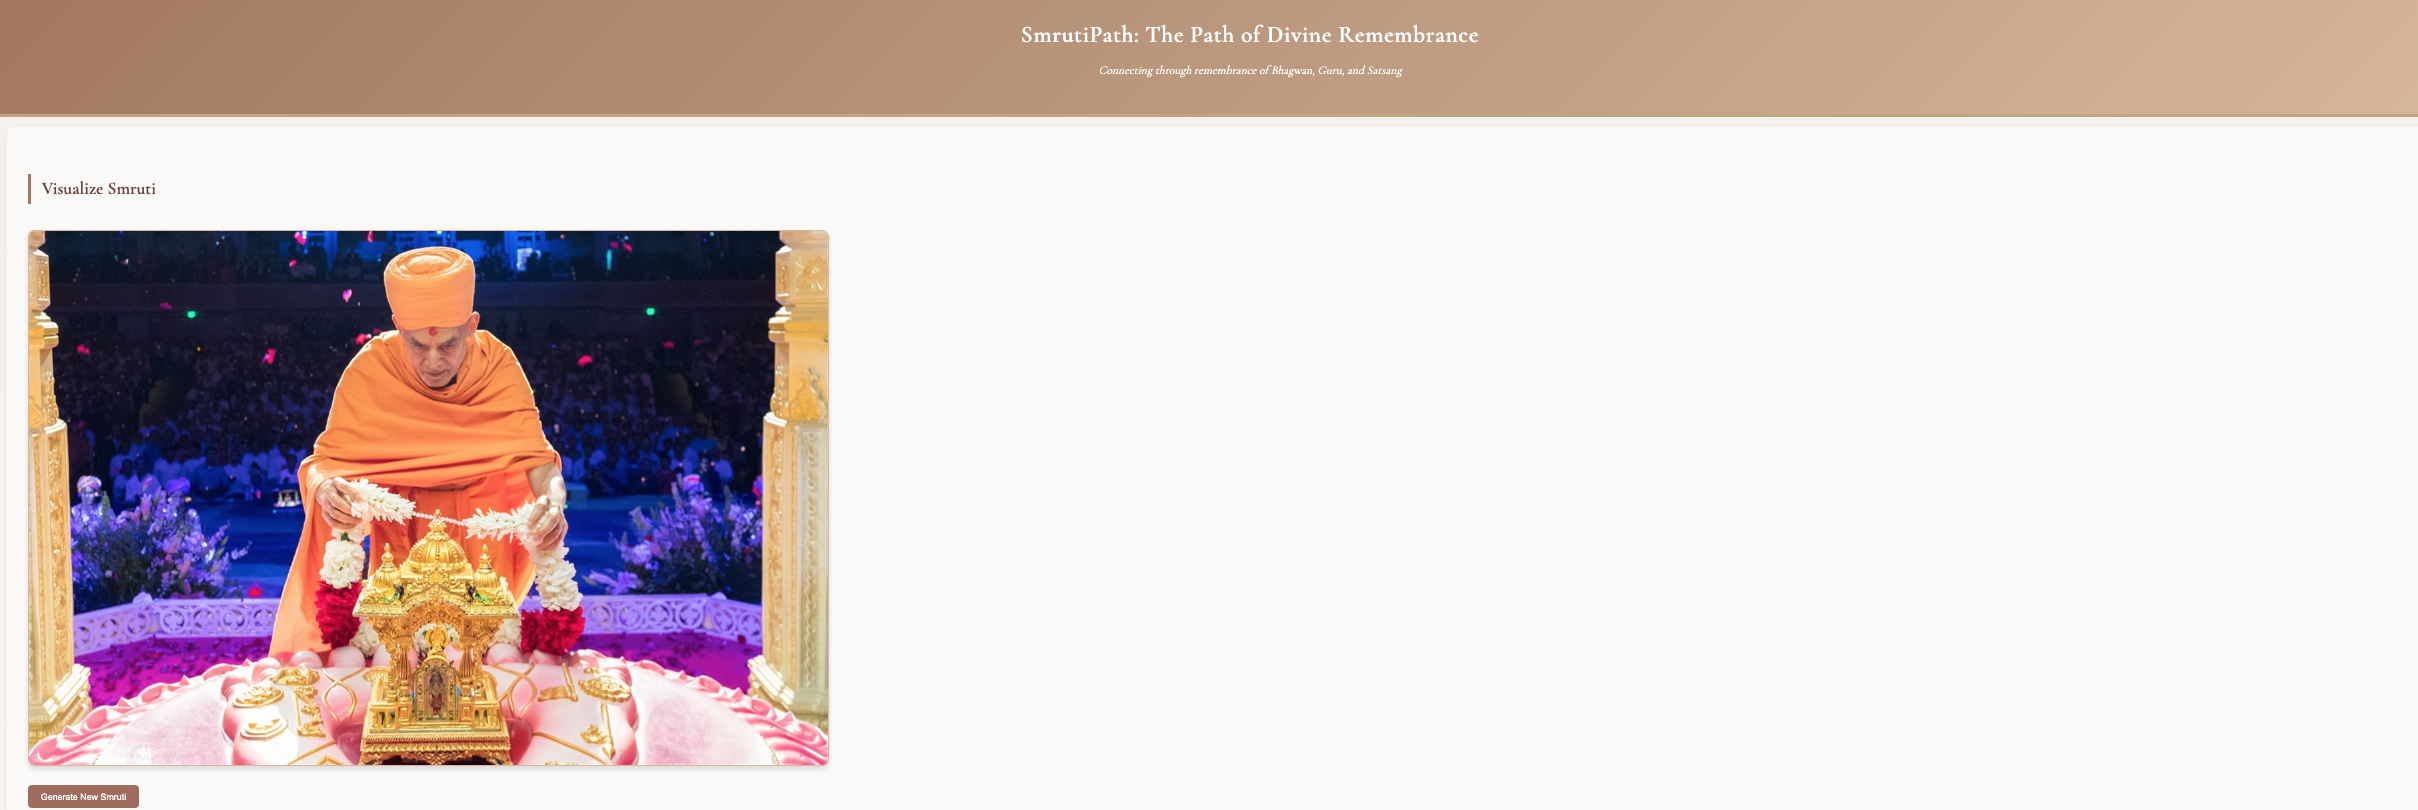 SmrutiPath: The Path of Divine Remembrance
Connecting through remembrance of Bhagwan, Guru, and Satsang
Visualize Smruti
Generate New Smruti